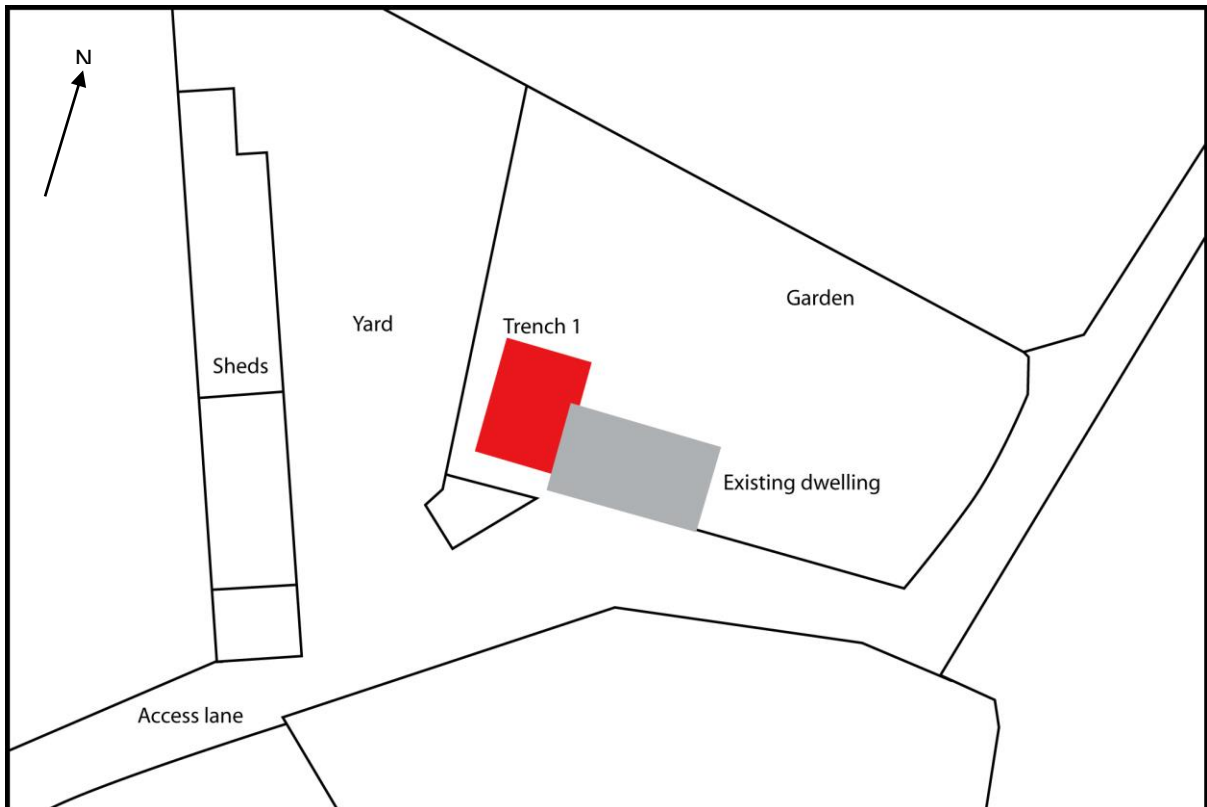 N
Garden
Yard
Trench 1
Sheds
Existing dwelling
Access lane